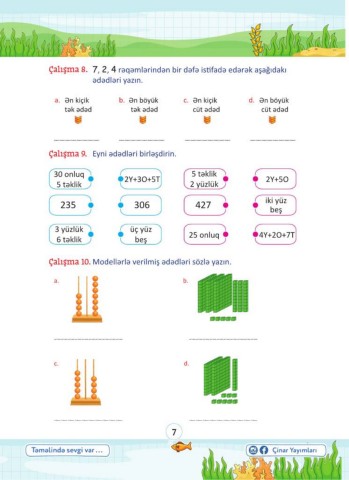 Çalışma 8. 7, 2, 4 rəqəmlərindən bir dəfə istifadə edərək aşağıdakı
ədədləri yazın.
a. Ən kiçik
tək ədəd
b. Ən böyük
tək ədəd
c. Ən kiçik
cüt ədəd
d. Ən böyük
cüt ədəd
Çalışma 9. Eyni ədədləri birləşdirin.
30 onluq
5 təklik
2Y+3O+5T
5 təklik
2 yüzlük
2Y+5O
235
306
427
iki yüz
beş
3 yüzlük
6 təklik
üç yüz
beş
25 onluq
4Y+2O+7T
Çalışma 10. Modellərlə verilmiş ədədləri sözlə yazın.
a.
b.
c.
d.
7
Təməlində sevgi var ...
Çinar Yayımları